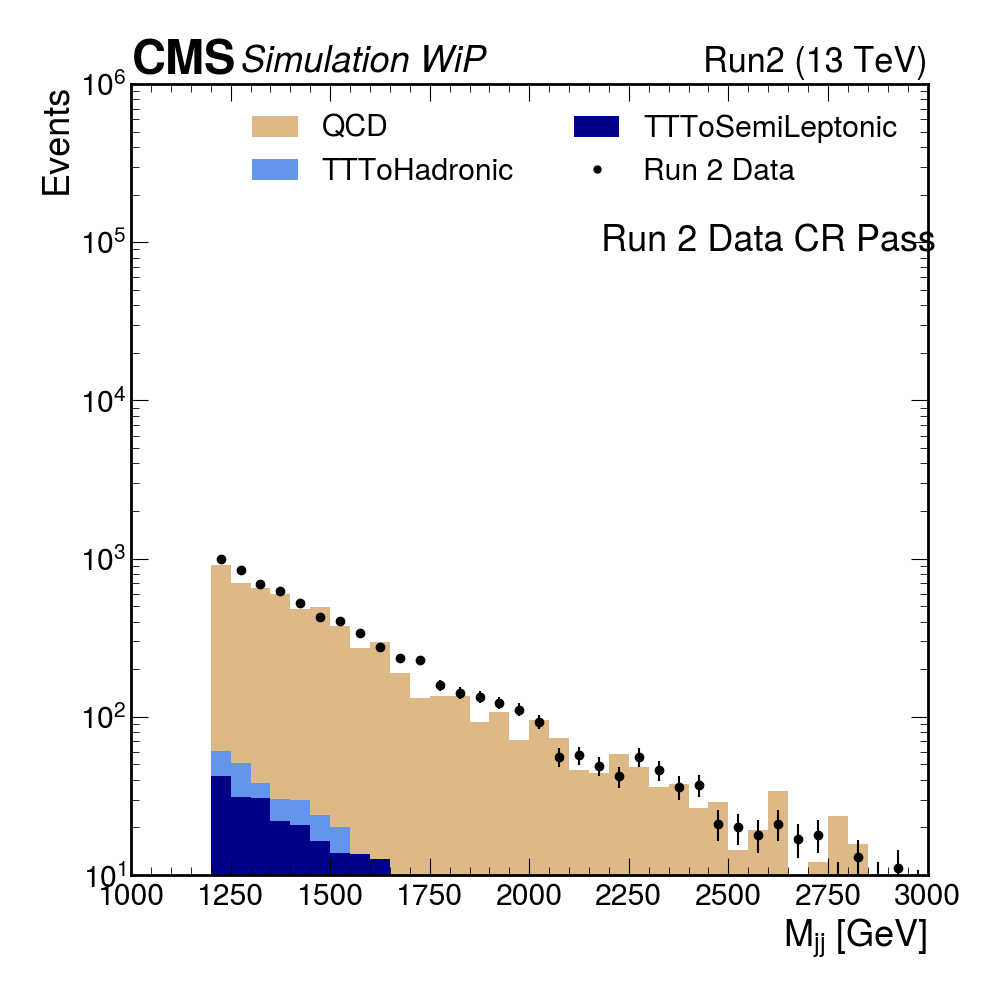 CMS Simulation WiP Run2 (13 TeV)
Events
10^6
10^5
10^4
10^3
10^2
10^1
QCD TTToSemiLeptonic
TTToHadronic Run 2 Data
Run 2 Data CR Pass
1000 1250 1500 1750 2000 2250 2500 2750 3000
M_jj [GeV]